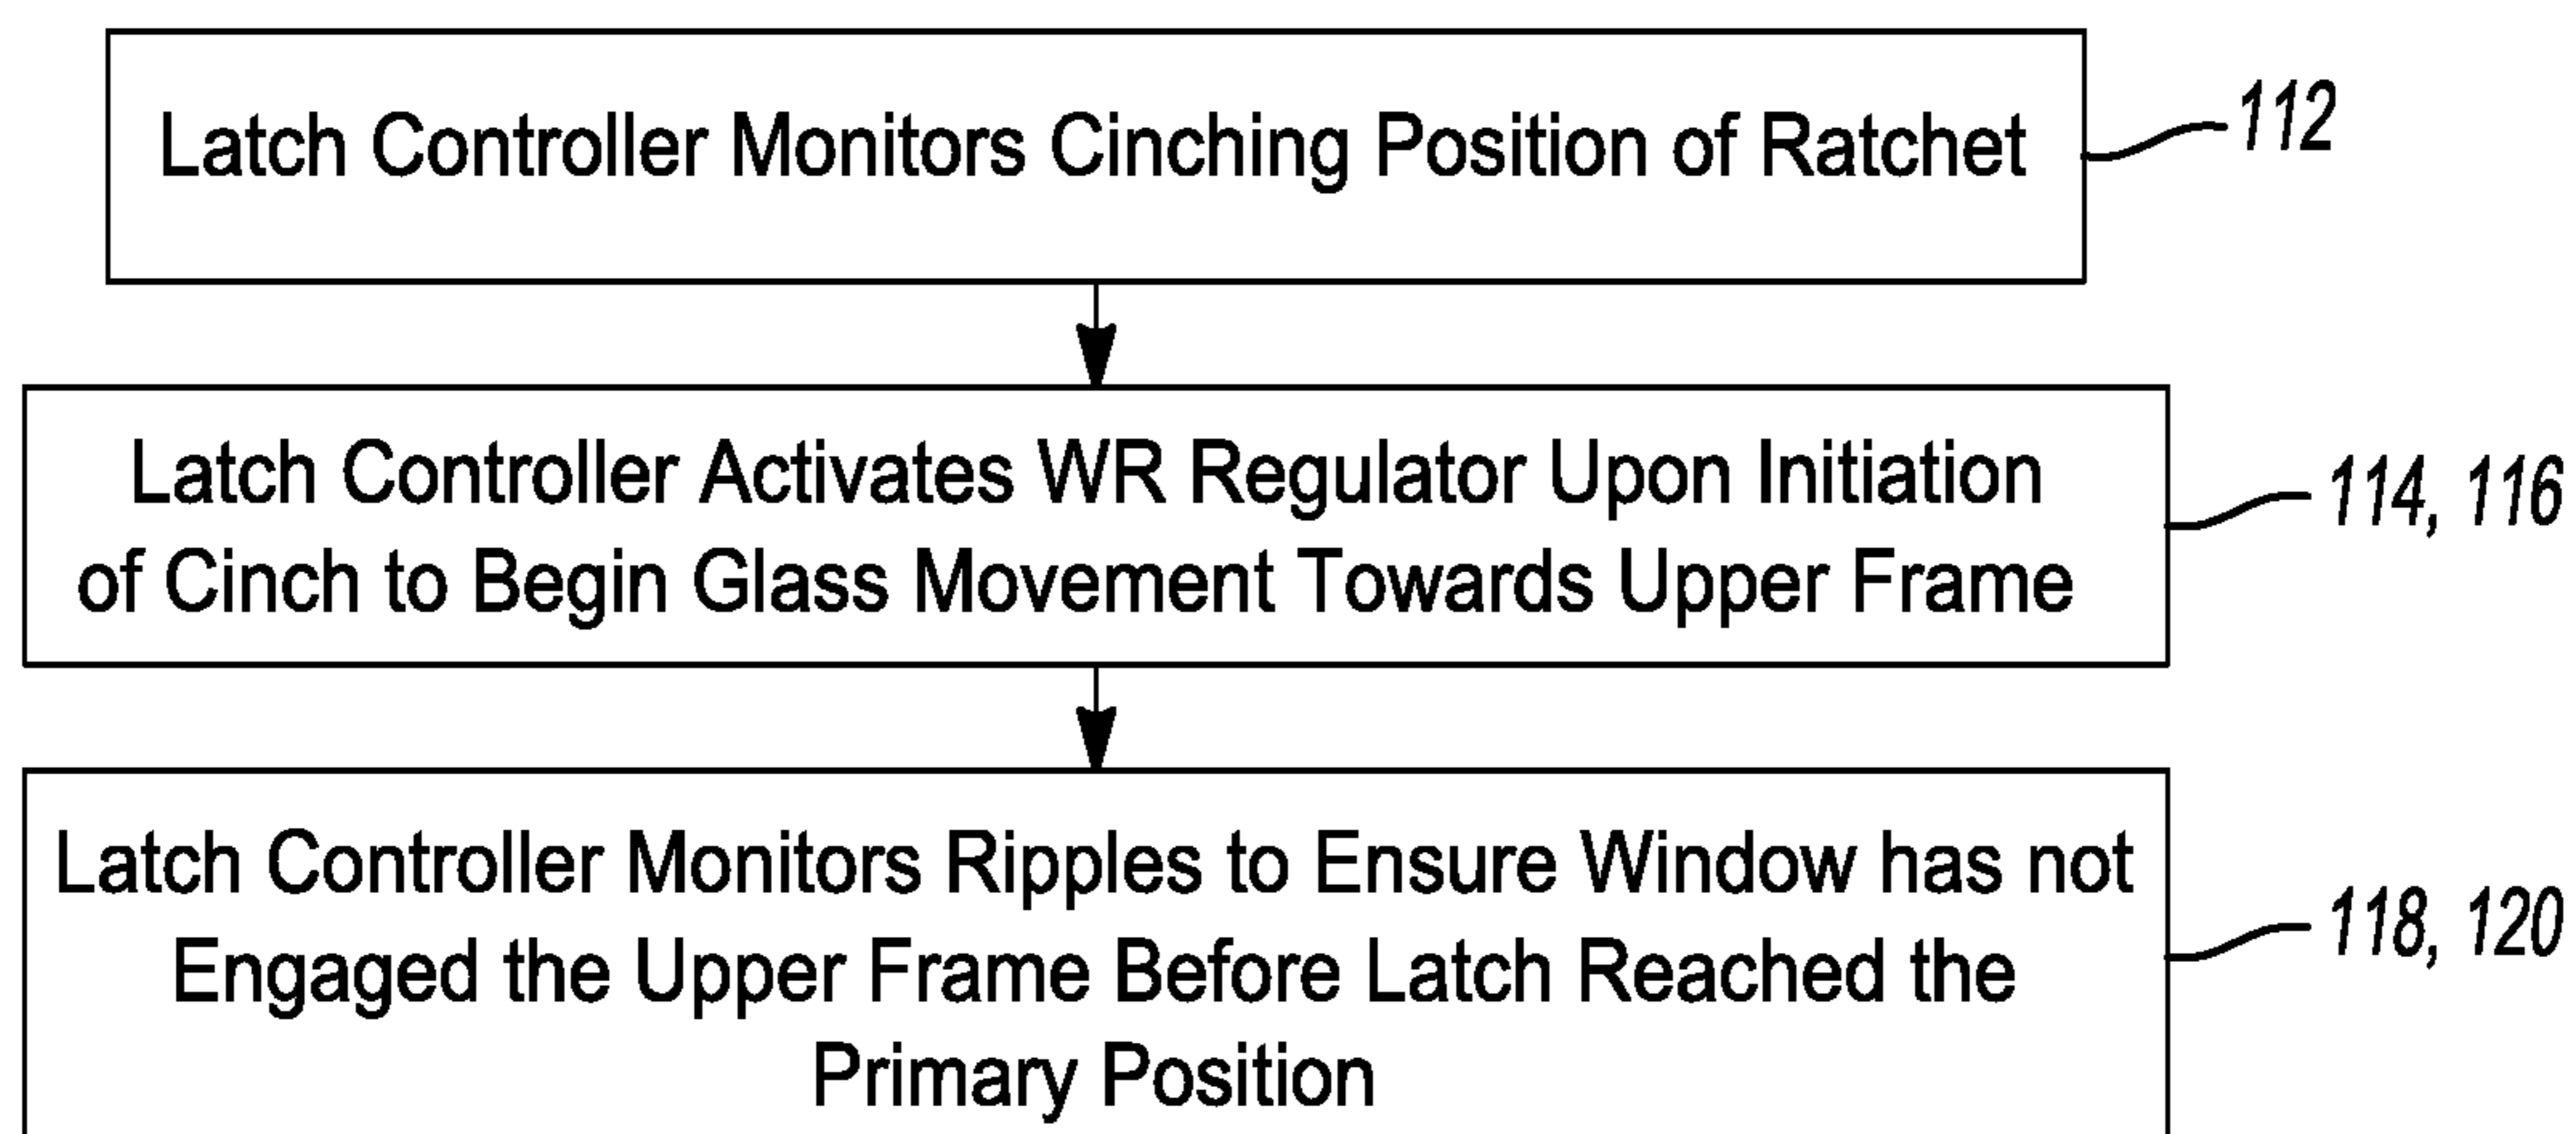 Latch Controller Monitors Cinching Position of Ratchet
112
Latch Controller Activates WR Regulator Upon Initiation
of Cinch to Begin Glass Movement Towards Upper Frame
114, 116
Latch Controller Monitors Ripples to Ensure Window has not
Engaged the Upper Frame Before Latch Reached the
Primary Position
118, 120